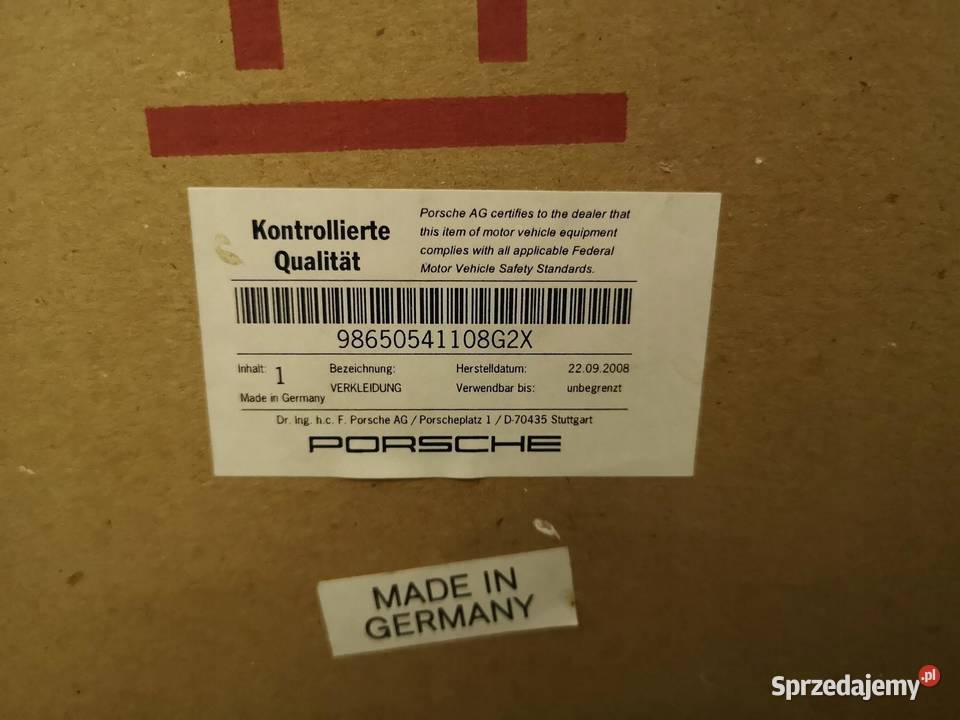 Kontrollierte
Qualität
Porsche AG certifies to the dealer that
this item of motor vehicle equipment
complies with all applicable Federal
Motor Vehicle Safety Standards.
98650541108G2X
Inhalt: 1 Bezeichnung: Herstelldatum: 22.09.2008
VERKLEIDUNG Verwendbar bis: unbegrenzt
Made in Germany
Dr. Ing. h.c. F. Porsche AG / Porscheplatz 1 / D-70435 Stuttgart
PORSCHE
MADE IN
GERMANY
Sprzedajemy.pl